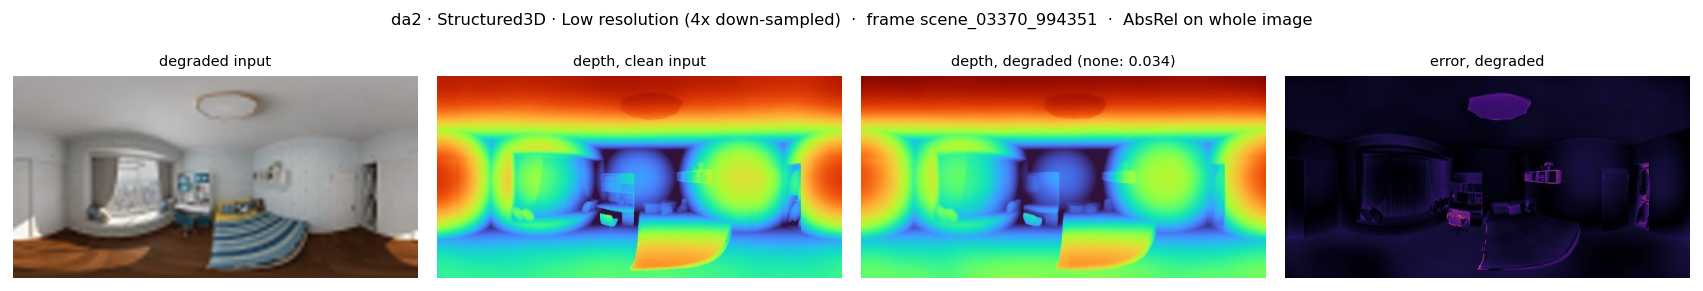 da2 · Structured3D · Low resolution (4x down-sampled) · frame scene_03370_994351 · AbsRel on whole image
degraded input
depth, clean input
depth, degraded (none: 0.034)
error, degraded